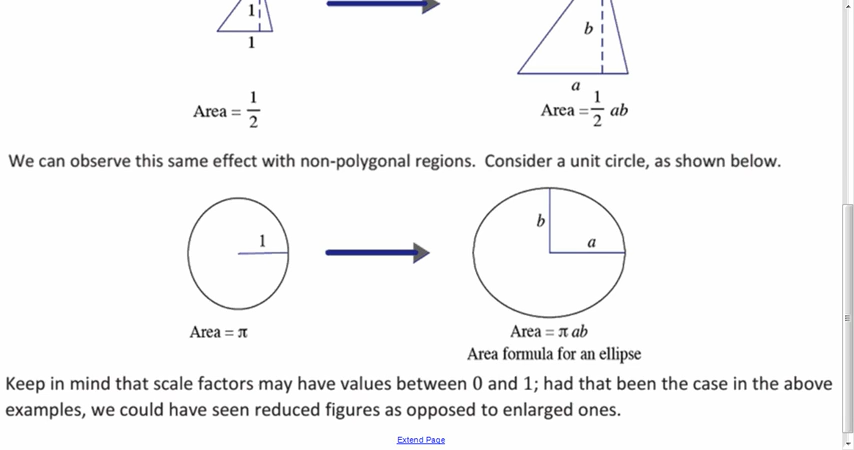 1
b
1
a
Area = 1/2
Area = 1/2 ab
We can observe this same effect with non-polygonal regions. Consider a unit circle, as shown below.
1
b
a
Area = π
Area = π ab
Area formula for an ellipse
Keep in mind that scale factors may have values between 0 and 1; had that been the case in the above
examples, we could have seen reduced figures as opposed to enlarged ones.
Extend Page